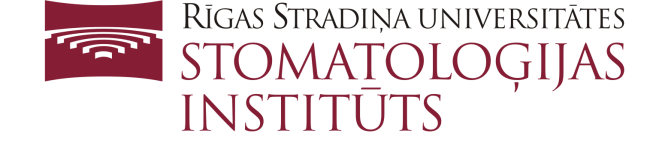 Rīgas Stradiņa universitātes
STOMATOLOĢIJAS
INSTITŪTS